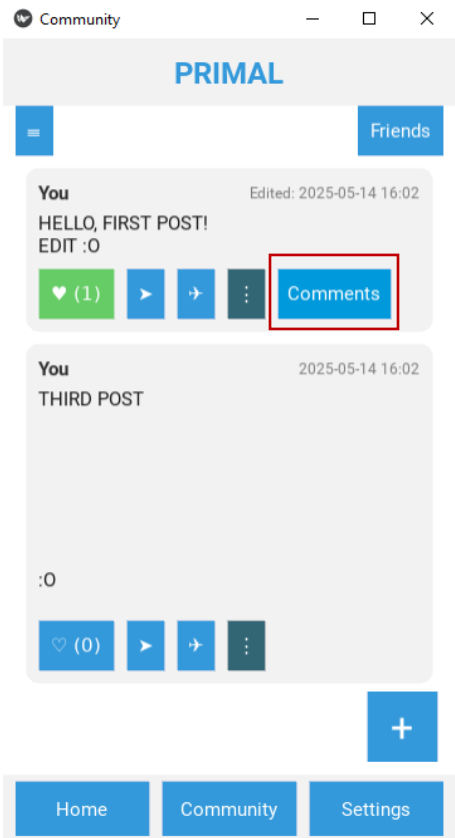 Community
PRIMAL
≡
Friends
You
Edited: 2025-05-14 16:02
HELLO, FIRST POST!
EDIT :O
♥ (1) ➤ ✈ ⋮ Comments
You
2025-05-14 16:02
THIRD POST
:O
♡ (0) ➤ ✈ ⋮
+
Home
Community
Settings